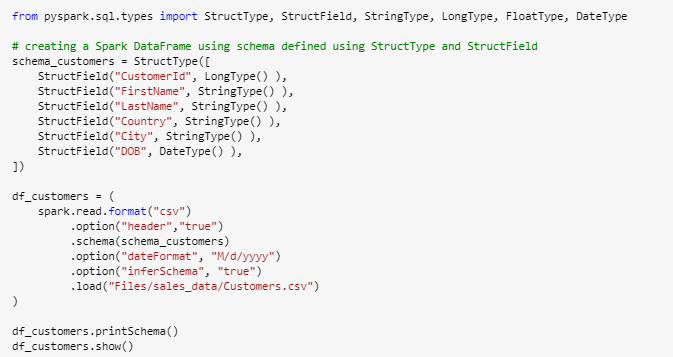 from pyspark.sql.types import StructType, StructField, StringType, LongType, FloatType, DateType
# creating a Spark DataFrame using schema defined using StructType and StructField
schema_customers = StructType([
    StructField("CustomerId", LongType() ),
    StructField("FirstName", StringType() ),
    StructField("LastName", StringType() ),
    StructField("Country", StringType() ),
    StructField("City", StringType() ),
    StructField("DOB", DateType() ),
])
df_customers = (
    spark.read.format("csv")
         .option("header","true")
         .schema(schema_customers)
         .option("dateFormat", "M/d/yyyy")
         .option("inferSchema", "true")
         .load("Files/sales_data/Customers.csv")
)
df_customers.printSchema()
df_customers.show()